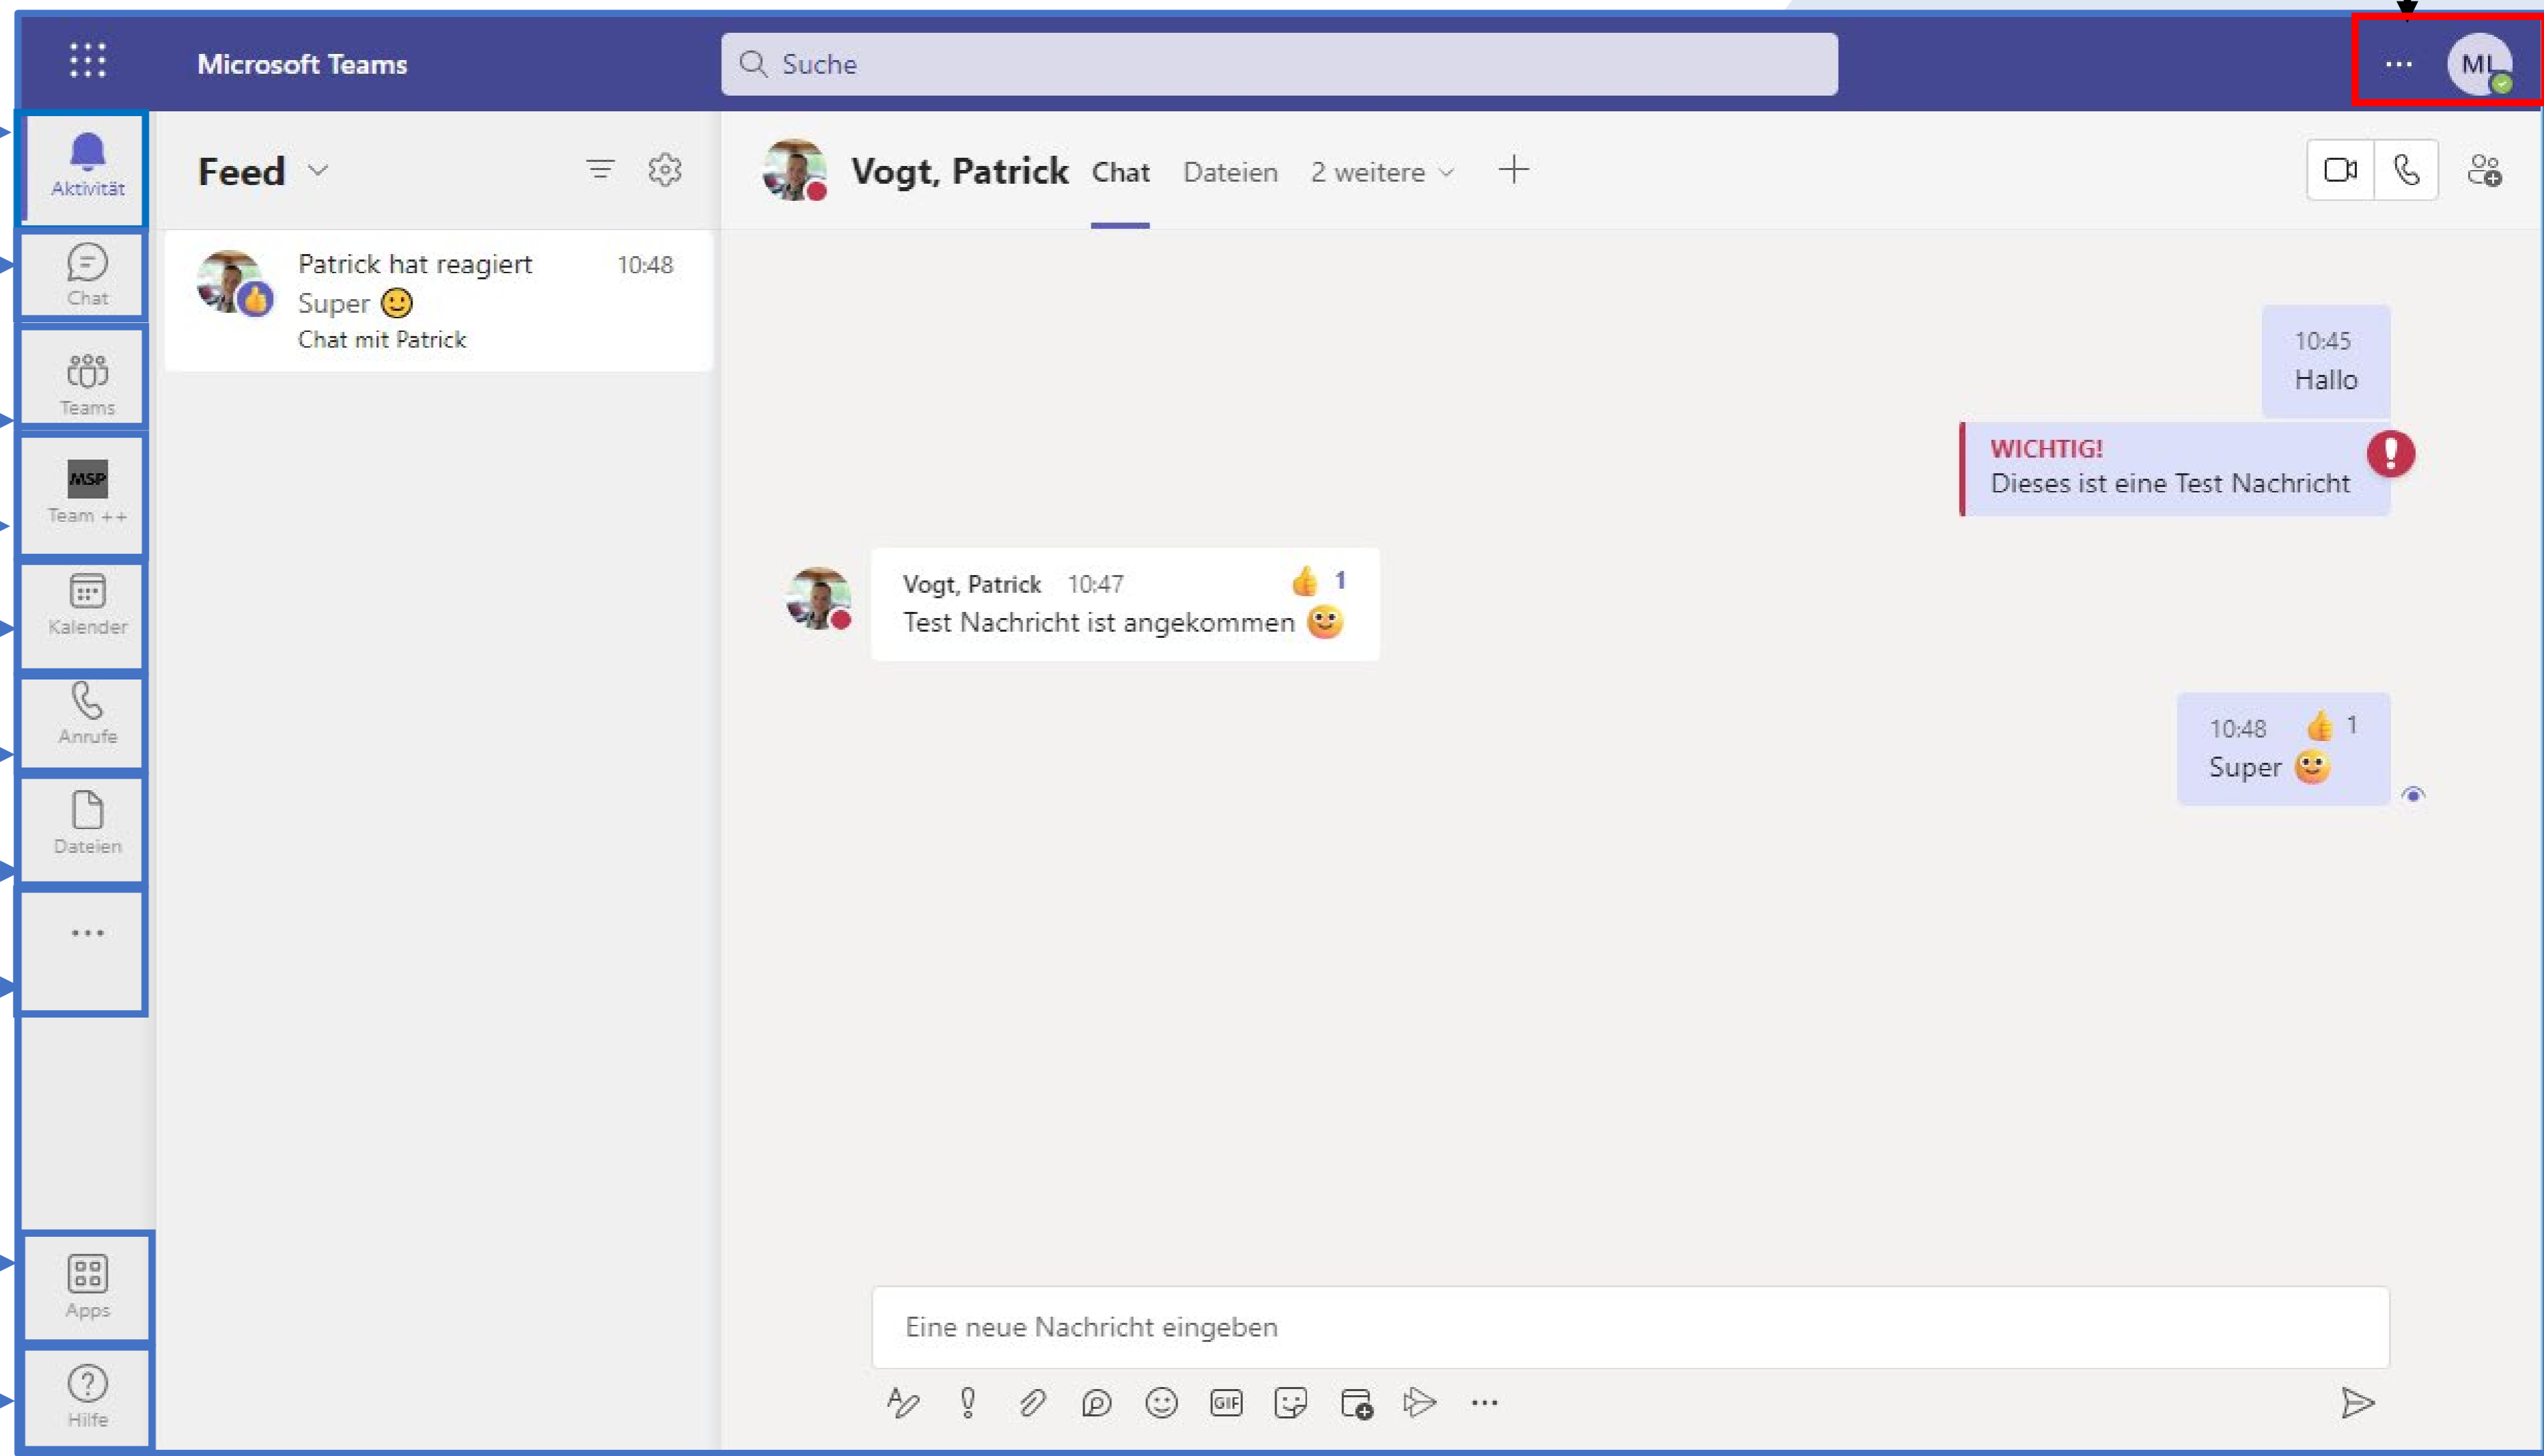 Microsoft Teams
Suche
ML
Aktivität
Chat
Teams
MSP
Team ++
Kalender
Anrufe
Dateien
Apps
Hilfe
Feed
Patrick hat reagiert 10:48
Super
Chat mit Patrick
Vogt, Patrick Chat Dateien 2 weitere
10:45
Hallo
WICHTIG!
Dieses ist eine Test Nachricht
Vogt, Patrick 10:47 1
Test Nachricht ist angekommen
10:48 1
Super
Eine neue Nachricht eingeben
GIF